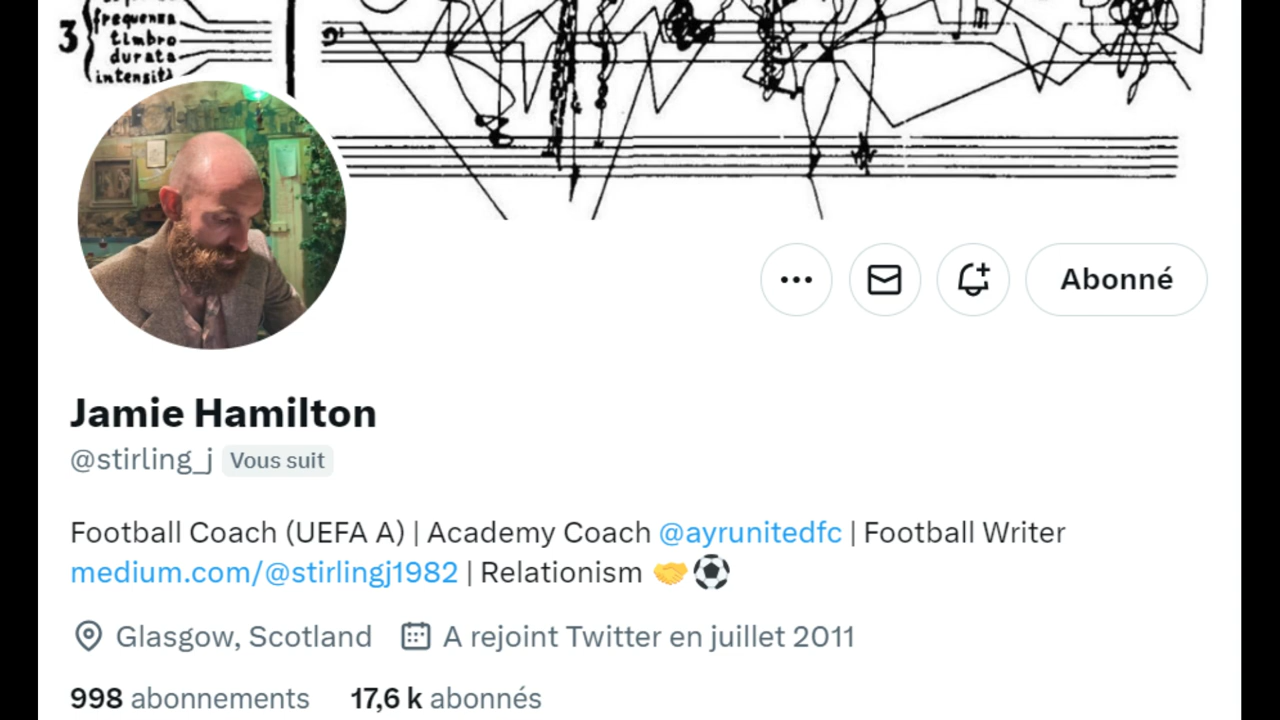 3
frequenza
timbro
durata
intensità
Abonné
Jamie Hamilton
@stirling_j Vous suit
Football Coach (UEFA A) | Academy Coach @ayrunitedfc | Football Writer
medium.com/@stirlingj1982 | Relationism 🤝⚽
Glasgow, Scotland A rejoint Twitter en juillet 2011
998 abonnements 17,6 k abonnés